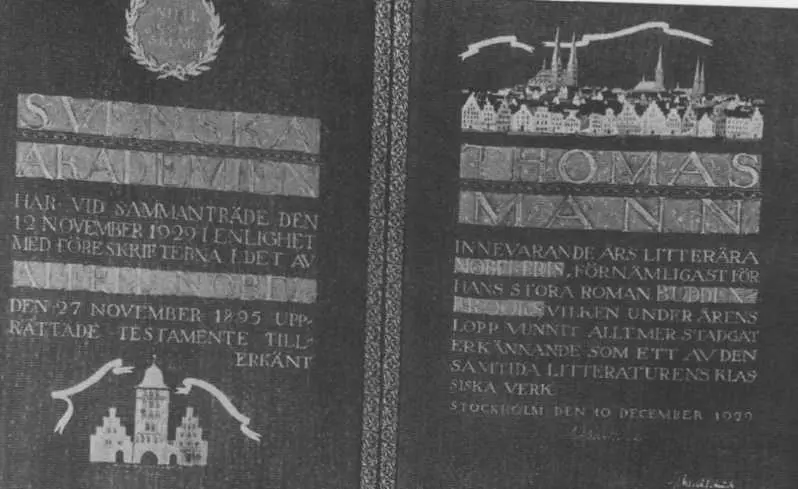 SVENSKA
AKADEMIEN
HAR VID SAMMANTRÄDE DEN
12 NOVEMBER 1929 I ENLIGHET
MED FÖRESKRIFTERNA I DET AV
ALFRED NOBEL
DEN 27 NOVEMBER 1895 UPP-
RÄTTADE TESTAMENTE TILL-
ERKÄNT
THOMAS
MANN
INNEVARANDE ÅRS LITTERÄRA
NOBELPRIS, FÖRNÄMLIGAST FÖR
HANS STORA ROMAN BUDDEN-
BROOKS VILKEN UNDER ÅRENS
LOPP VUNNIT ALLT MER STADGAT
ERKÄNNANDE SOM ETT AV DEN
SAMTIDA LITTERATURENS KLAS
SISKA VERK
STOCKHOLM DEN 10 DECEMBER 1929